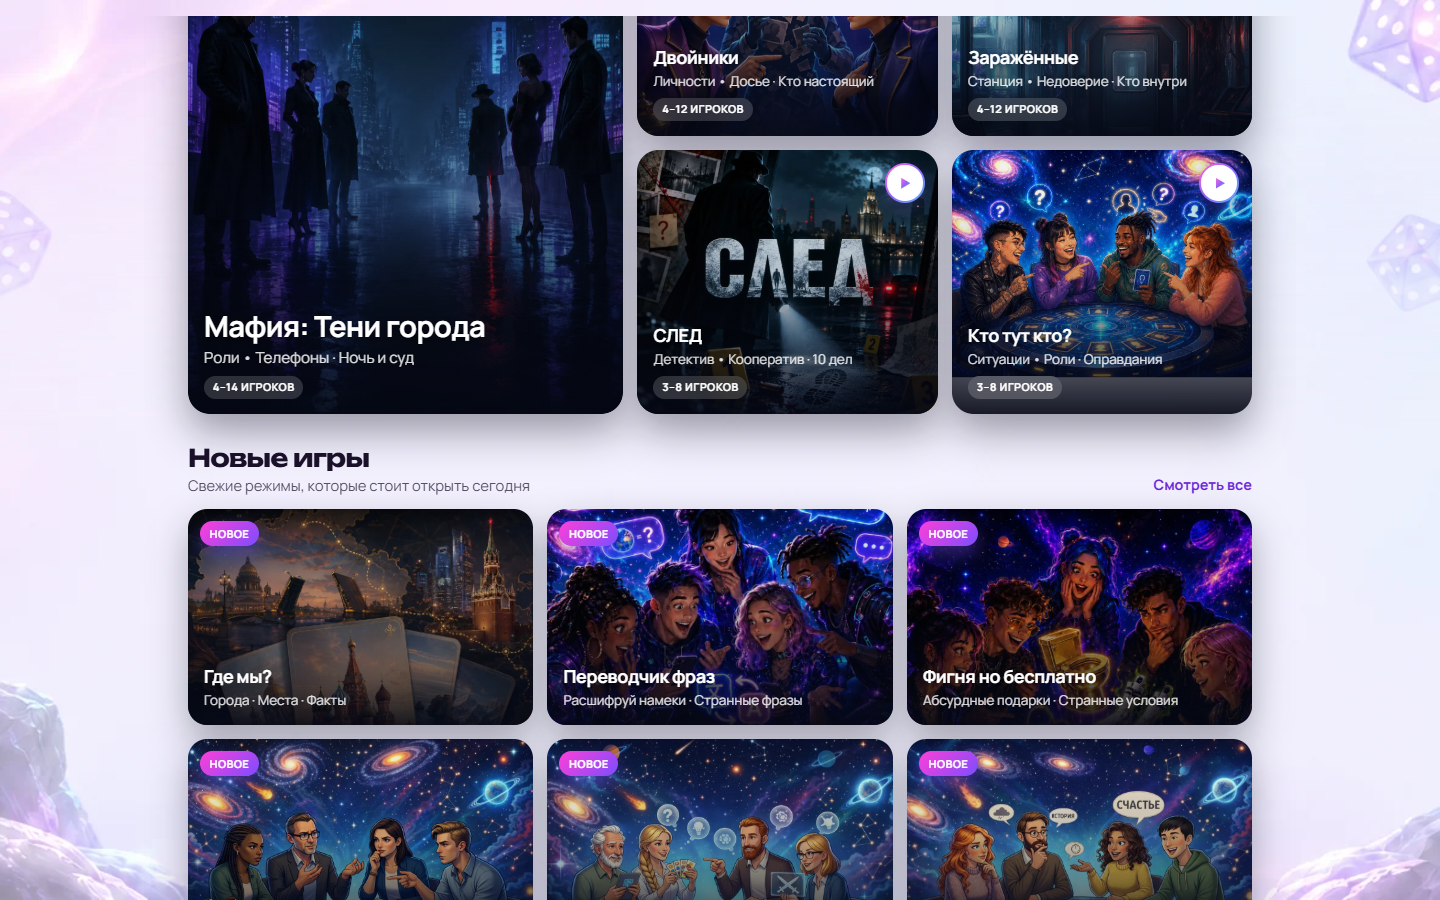 Двойники
Личности • Досье · Кто настоящий
4–12 ИГРОКОВ
Заражённые
Станция • Недоверие · Кто внутри
4–12 ИГРОКОВ
Мафия: Тени города
Роли • Телефоны · Ночь и суд
4–14 ИГРОКОВ
СЛЕД
СЛЕД
Детектив • Кооператив · 10 дел
3–8 ИГРОКОВ
Кто тут кто?
Ситуации • Роли · Оправдания
3–8 ИГРОКОВ
Новые игры
Свежие режимы, которые стоит открыть сегодня
Смотреть все
НОВОЕ
Где мы?
Города · Места · Факты
НОВОЕ
Переводчик фраз
Расшифруй намеки · Странные фразы
НОВОЕ
Фигня но бесплатно
Абсурдные подарки · Странные условия
НОВОЕ
НОВОЕ
НОВОЕ
СЧАСТЬЕ
ИСТОРИЯ